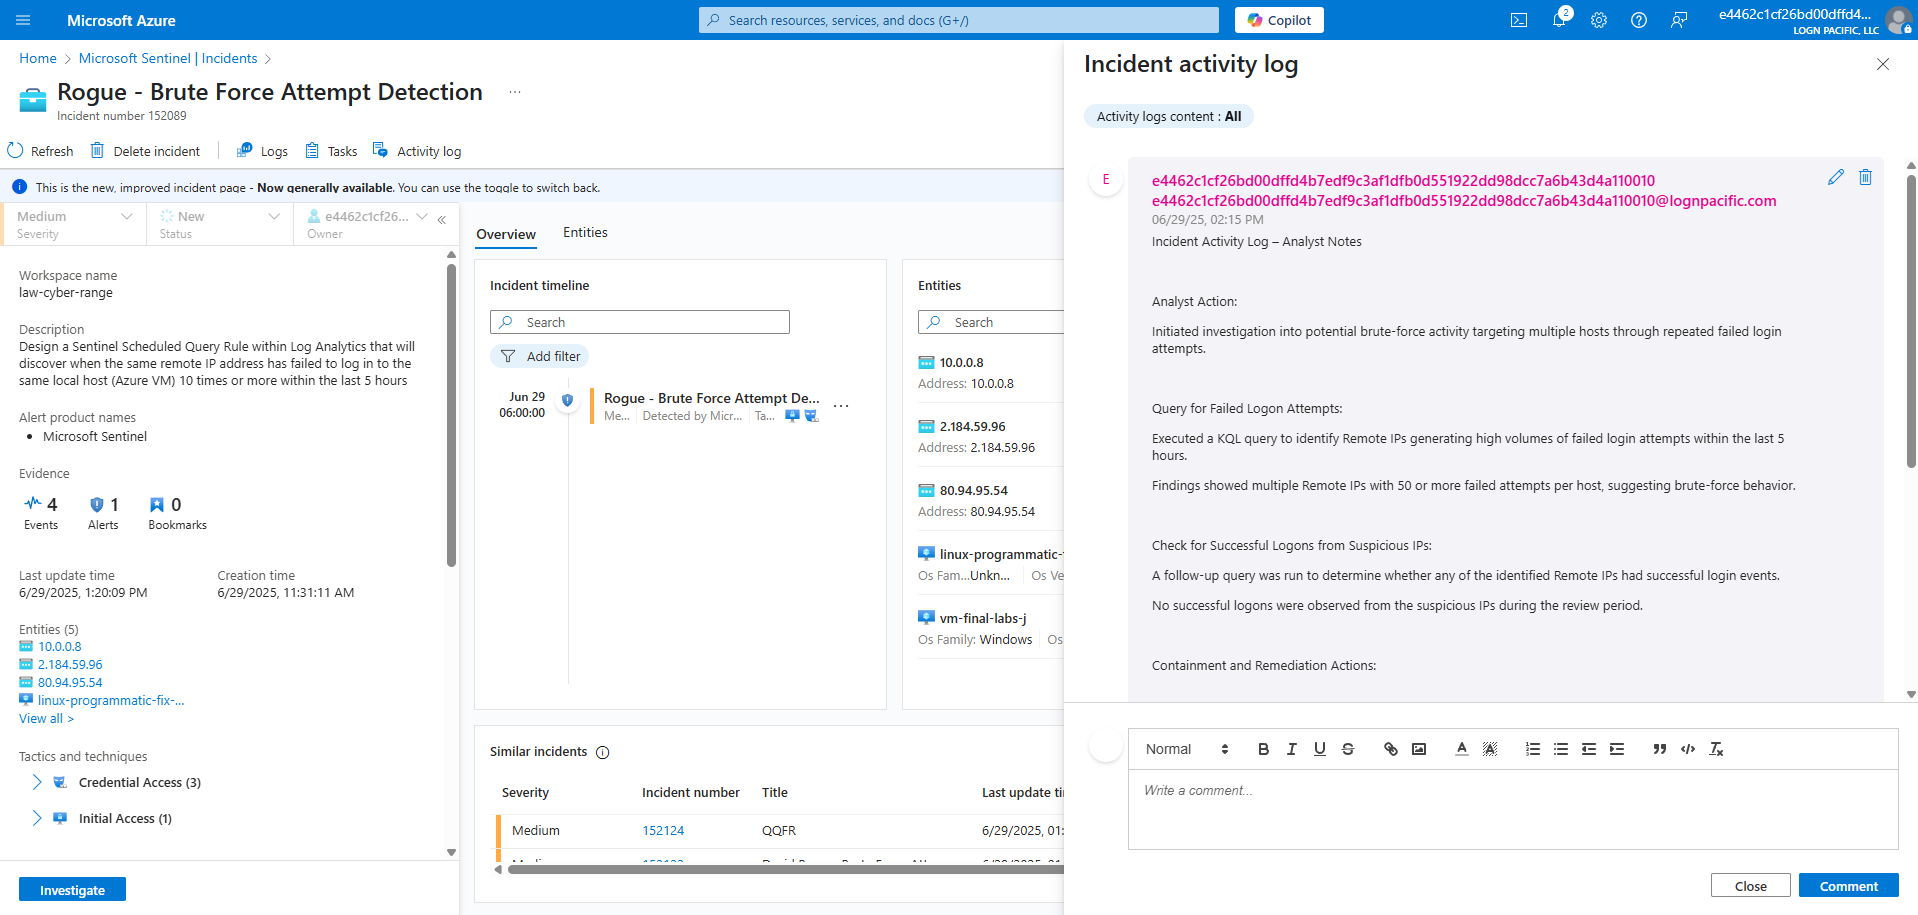 Microsoft Azure
Search resources, services, and docs (G+/)
Copilot
2
e4462c1cf26bd00dffd4...
LOGN PACIFIC, LLC
Home > Microsoft Sentinel | Incidents >
Rogue - Brute Force Attempt Detection ...
Incident number 152089
Refresh
Delete incident
Logs
Tasks
Activity log
This is the new, improved incident page - Now generally available. You can use the toggle to switch back.
Medium
Severity
New
Status
e4462c1cf26...
Owner
Workspace name
law-cyber-range
Description
Design a Sentinel Scheduled Query Rule within Log Analytics that will
discover when the same remote IP address has failed to log in to the
same local host (Azure VM) 10 times or more within the last 5 hours
Alert product names
• Microsoft Sentinel
Evidence
4
Events
1
Alerts
0
Bookmarks
Last update time
6/29/2025, 1:20:09 PM
Creation time
6/29/2025, 11:31:11 AM
Entities (5)
10.0.0.8
2.184.59.96
80.94.95.54
linux-programmatic-fix-...
View all >
Tactics and techniques
Credential Access (3)
Initial Access (1)
Investigate
Overview
Entities
Incident timeline
Search
Add filter
Jun 29
06:00:00
Rogue - Brute Force Attempt De...
Me...
Detected by Micr...
Ta...
...
Entities
Search
10.0.0.8
Address: 10.0.0.8
2.184.59.96
Address: 2.184.59.96
80.94.95.54
Address: 80.94.95.54
linux-programmatic-
Os Fam...Unkn...
Os Ve
vm-final-labs-j
Os Family: Windows
Os
Similar incidents
Severity
Incident number
Title
Last update ti
Medium
152124
QQFR
6/29/2025, 01:
Incident activity log
Activity logs content : All
E
e4462c1cf26bd00dffd4b7edf9c3af1dfb0d551922dd98dcc7a6b43d4a110010
e4462c1cf26bd00dffd4b7edf9c3af1dfb0d551922dd98dcc7a6b43d4a110010@lognpacific.com
06/29/25, 02:15 PM
Incident Activity Log – Analyst Notes
Analyst Action:
Initiated investigation into potential brute-force activity targeting multiple hosts through repeated failed login
attempts.
Query for Failed Logon Attempts:
Executed a KQL query to identify Remote IPs generating high volumes of failed login attempts within the last 5
hours.
Findings showed multiple Remote IPs with 50 or more failed attempts per host, suggesting brute-force behavior.
Check for Successful Logons from Suspicious IPs:
A follow-up query was run to determine whether any of the identified Remote IPs had successful login events.
No successful logons were observed from the suspicious IPs during the review period.
Containment and Remediation Actions:
Normal
B I U S
Write a comment...
Close
Comment